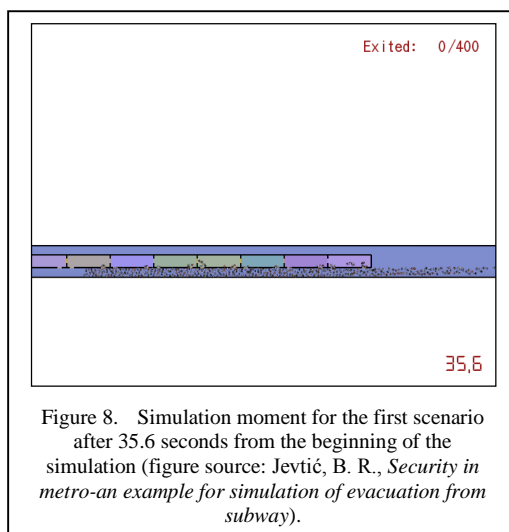 Exited: 0/400
35,6
Figure 8. Simulation moment for the first scenario
after 35.6 seconds from the beginning of the
simulation (figure source: Jevtić, B. R., Security in
metro-an example for simulation of evacuation from
subway).